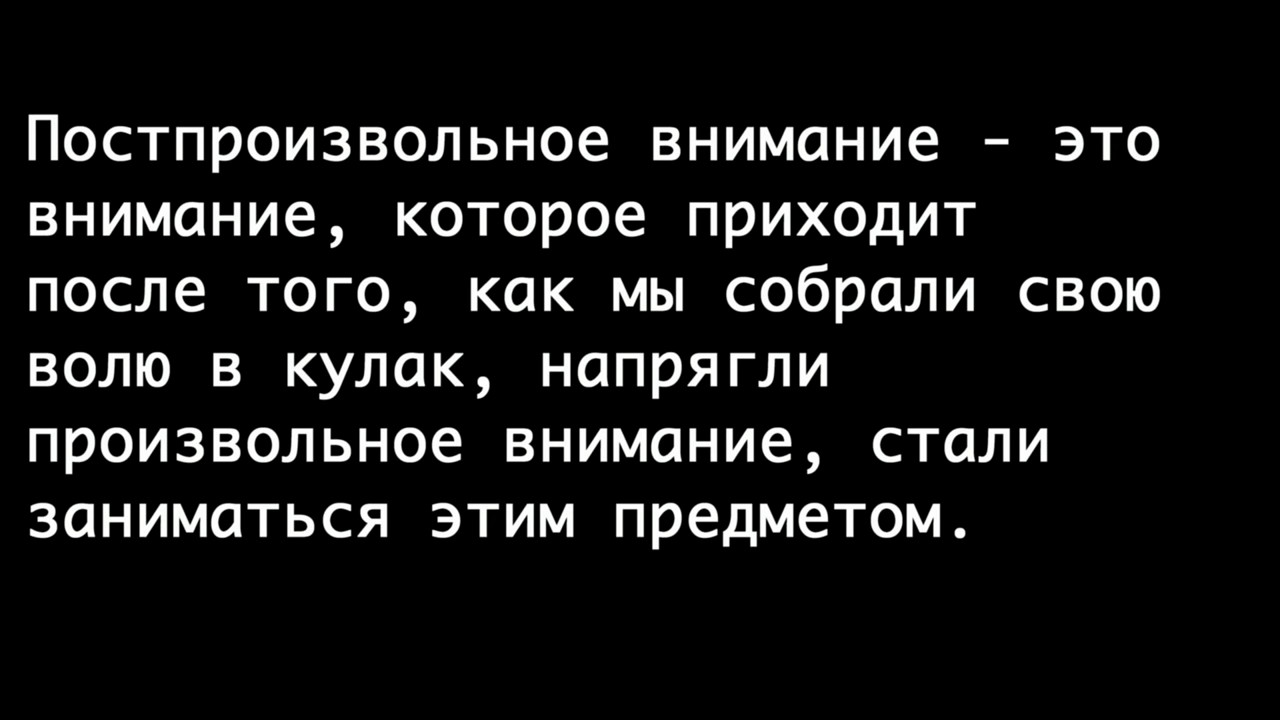 Постпроизвольное внимание - это
внимание, которое приходит
после того, как мы собрали свою
волю в кулак, напрягли
произвольное внимание, стали
заниматься этим предметом.